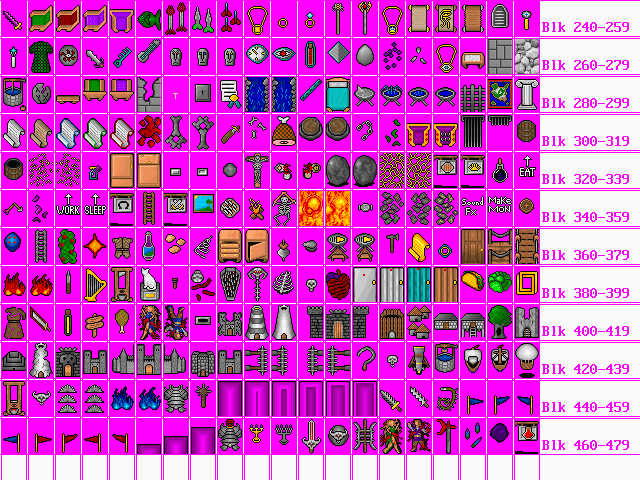 Blk 240-259
Blk 260-279
Blk 280-299
Blk 300-319
EAT
Blk 320-339
WORK SLEEP
Sound FX
Make MON
Blk 340-359
Blk 360-379
Blk 380-399
Blk 400-419
Blk 420-439
Blk 440-459
Blk 460-479